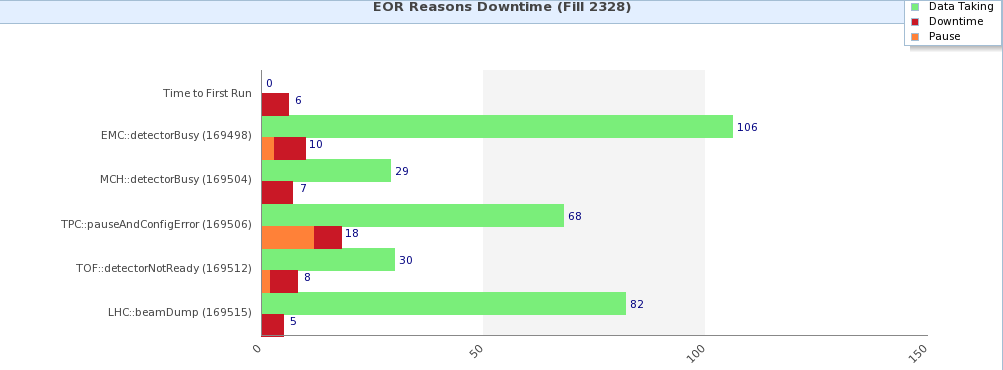 EOR Reasons Downtime (Fill 2328)
Data Taking
Downtime
Pause
Time to First Run
0
6
EMC::detectorBusy (169498)
106
10
MCH::detectorBusy (169504)
29
7
TPC::pauseAndConfigError (169506)
68
18
TOF::detectorNotReady (169512)
30
8
LHC::beamDump (169515)
82
5
0
50
100
150